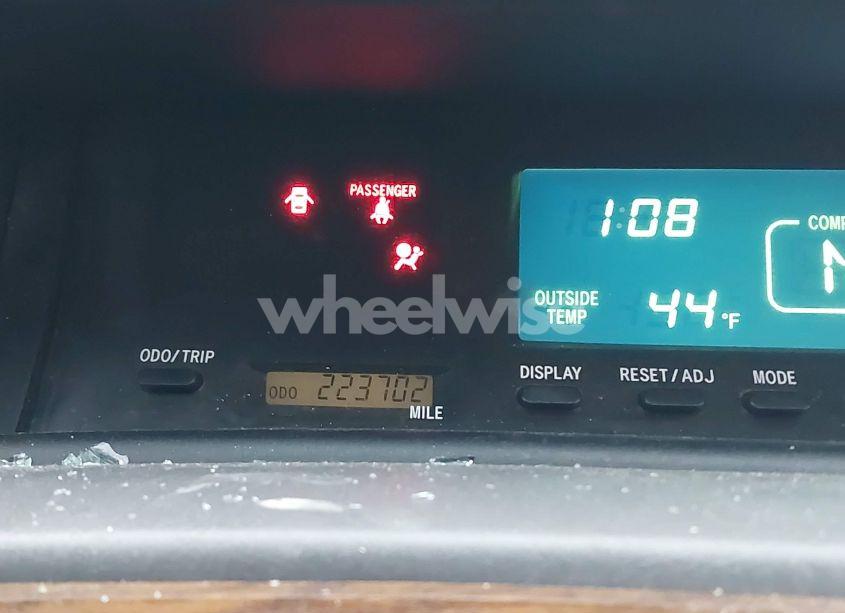 PASSENGER
1:08
COMP
N
wheelwise
OUTSIDE
TEMP
44 °F
ODO/TRIP
DISPLAY
RESET/ADJ
MODE
ODO 223702
MILE